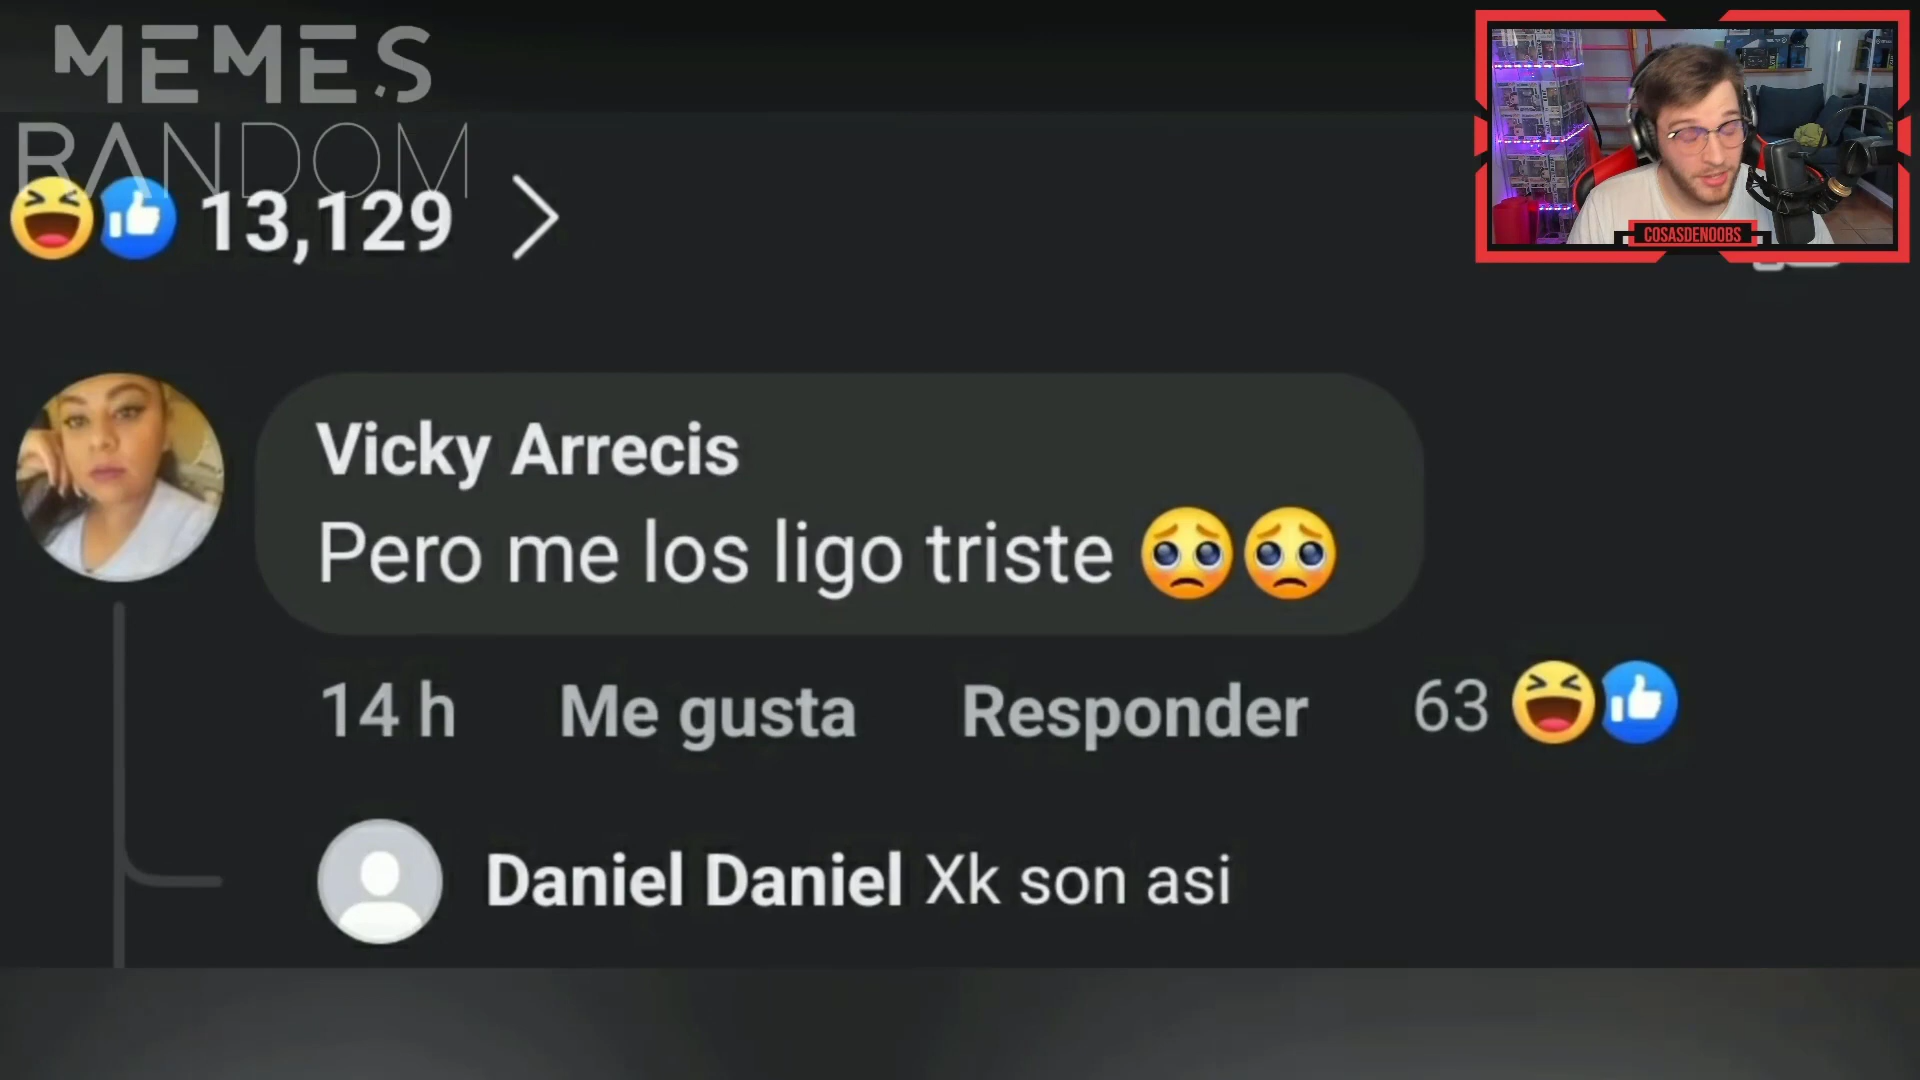 MEMES
RANDOM
13,129
COSASDENOOBS
Vicky Arrecis
Pero me los ligo triste 🥺🥺
14 h Me gusta Responder 63
Daniel Daniel Xk son asi